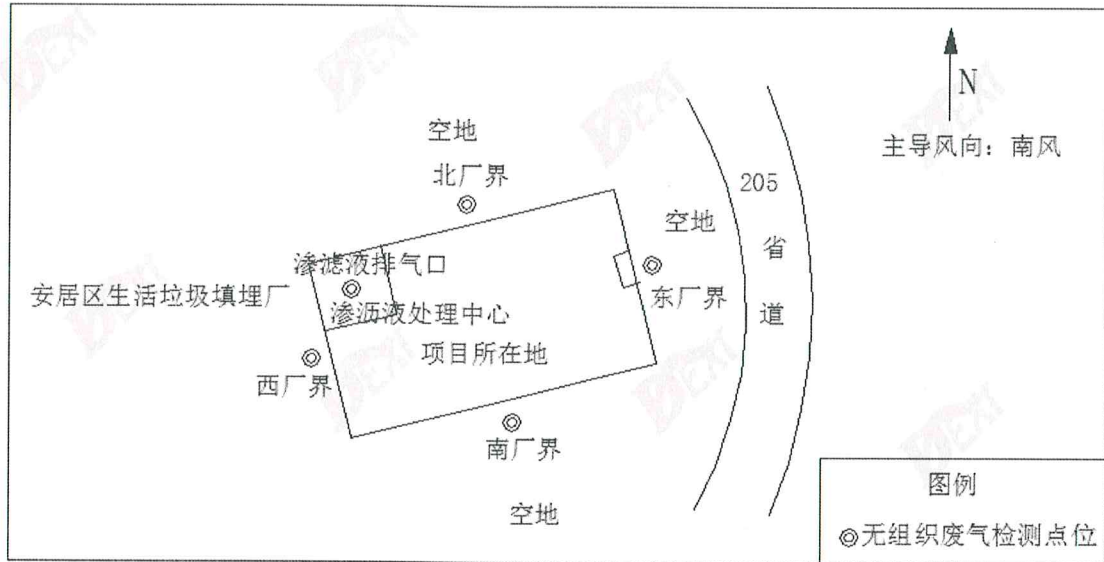 空地
北厂界
N
主导风向：南风
205
省
道
空地
渗滤液排气口
安居区生活垃圾填埋厂
东厂界
渗沥液处理中心
项目所在地
西厂界
南厂界
空地
图例
◎无组织废气检测点位